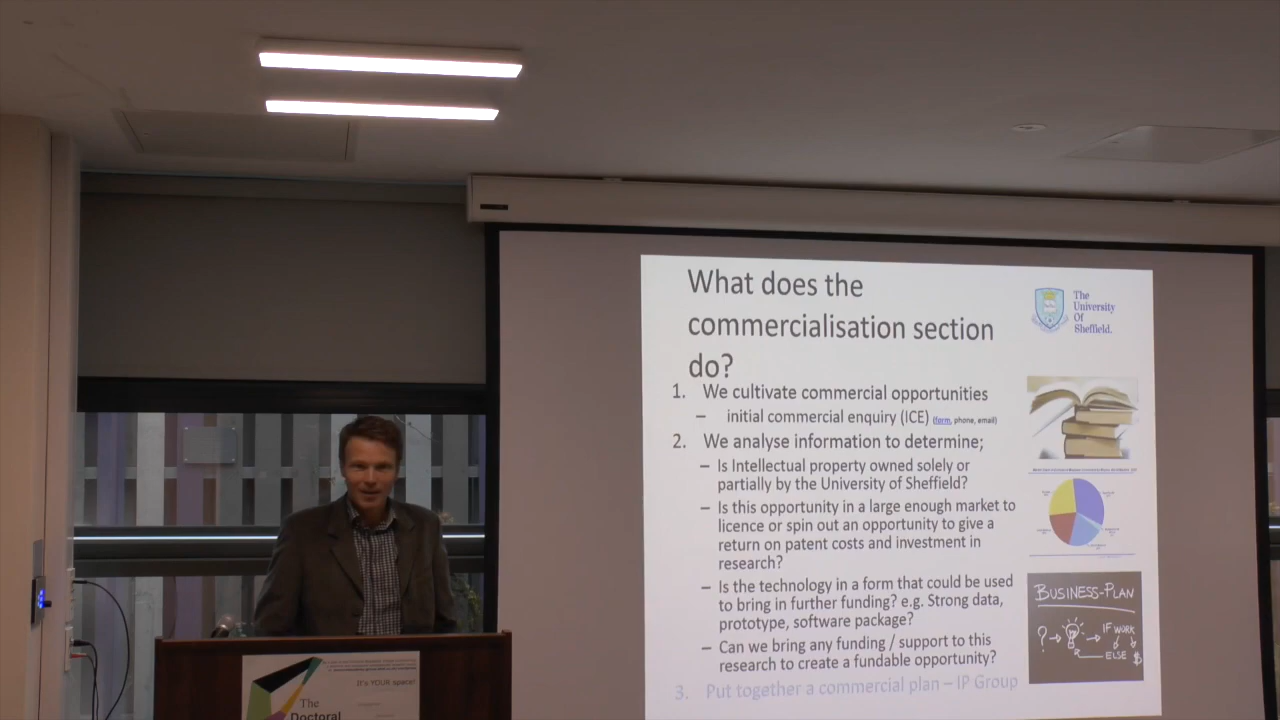 What does the
commercialisation section
do?
The
University
Of
Sheffield.
1. We cultivate commercial opportunities
– initial commercial enquiry (ICE) (form, phone, email)
2. We analyse information to determine;
– Is Intellectual property owned solely or
partially by the University of Sheffield?
– Is this opportunity in a large enough market to
licence or spin out an opportunity to give a
return on patent costs and investment in
research?
– Is the technology in a form that could be used
to bring in further funding? e.g. Strong data,
prototype, software package?
– Can we bring any funding / support to this
research to create a fundable opportunity?
3. Put together a commercial plan – IP Group
BUSINESS-PLAN
? → → IF WORK
ELSE $
It's YOUR space!
The
Doctoral